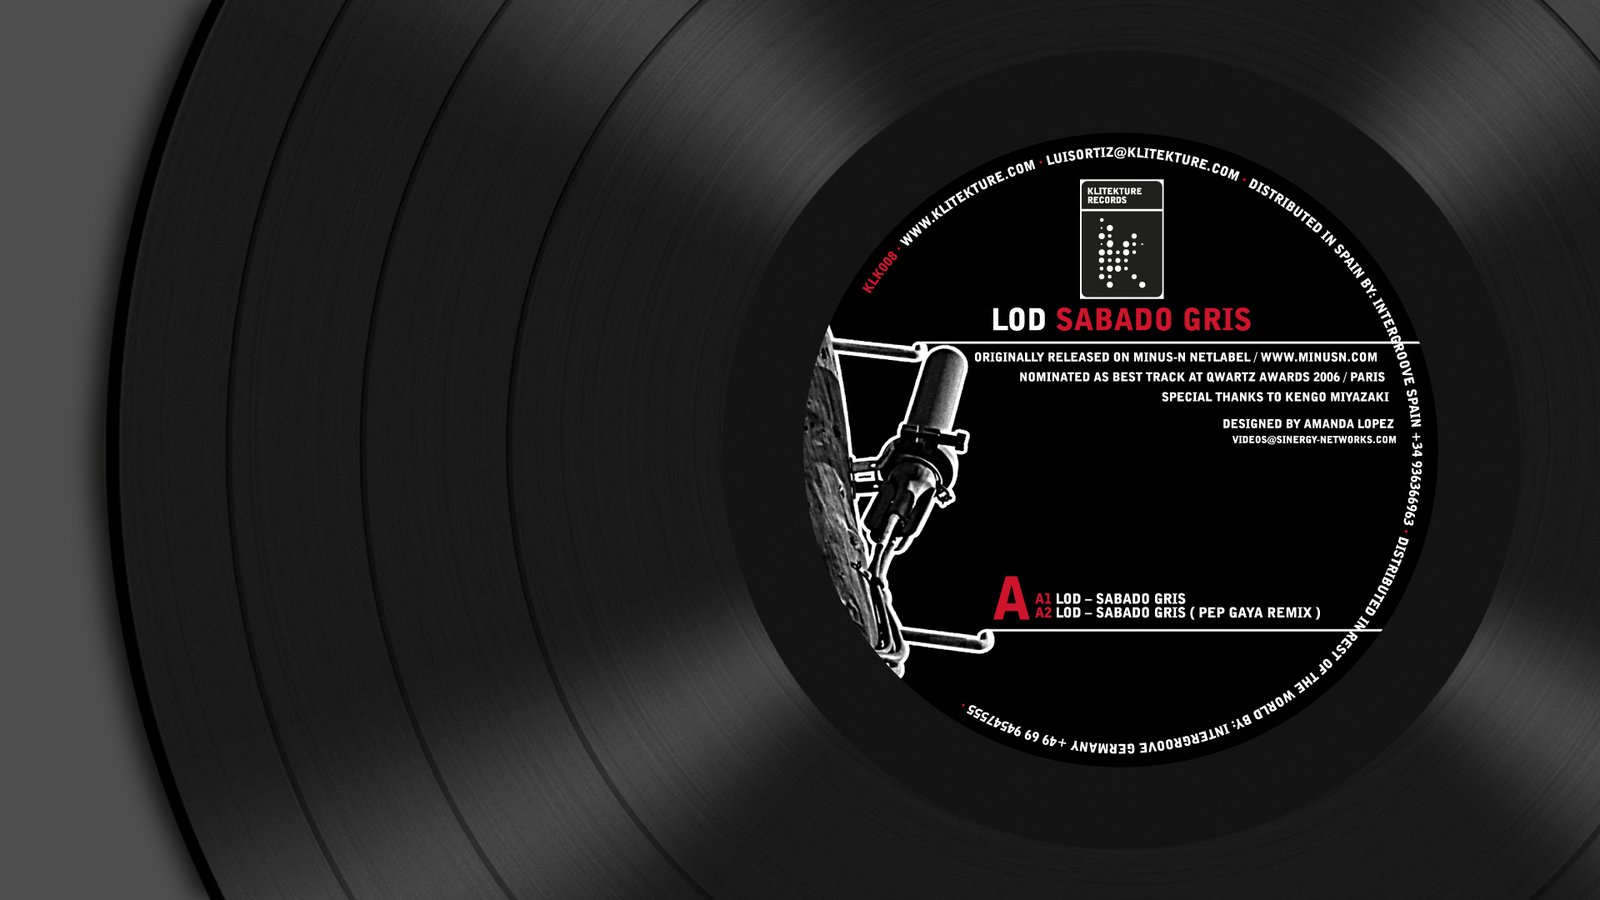 KLK008 · WWW.KLITEKTURE.COM · LUISORTIZ@KLITEKTURE.COM · DISTRIBUTED IN SPAIN BY: INTERGROOVE SPAIN +34 936366963 · DISTRIBUTED IN REST OF THE WORLD BY: INTERGROOVE GERMANY +49 69 94547555 ·
KLITEKTURE
RECORDS
k
LOD SABADO GRIS
ORIGINALLY RELEASED ON MINUS-N NETLABEL / WWW.MINUSN.COM
NOMINATED AS BEST TRACK AT QWARTZ AWARDS 2006 / PARIS
SPECIAL THANKS TO KENGO MIYAZAKI
DESIGNED BY AMANDA LOPEZ
VIDEOS@SINERGY-NETWORKS.COM
A
A1 LOD – SABADO GRIS
A2 LOD – SABADO GRIS ( PEP GAYA REMIX )